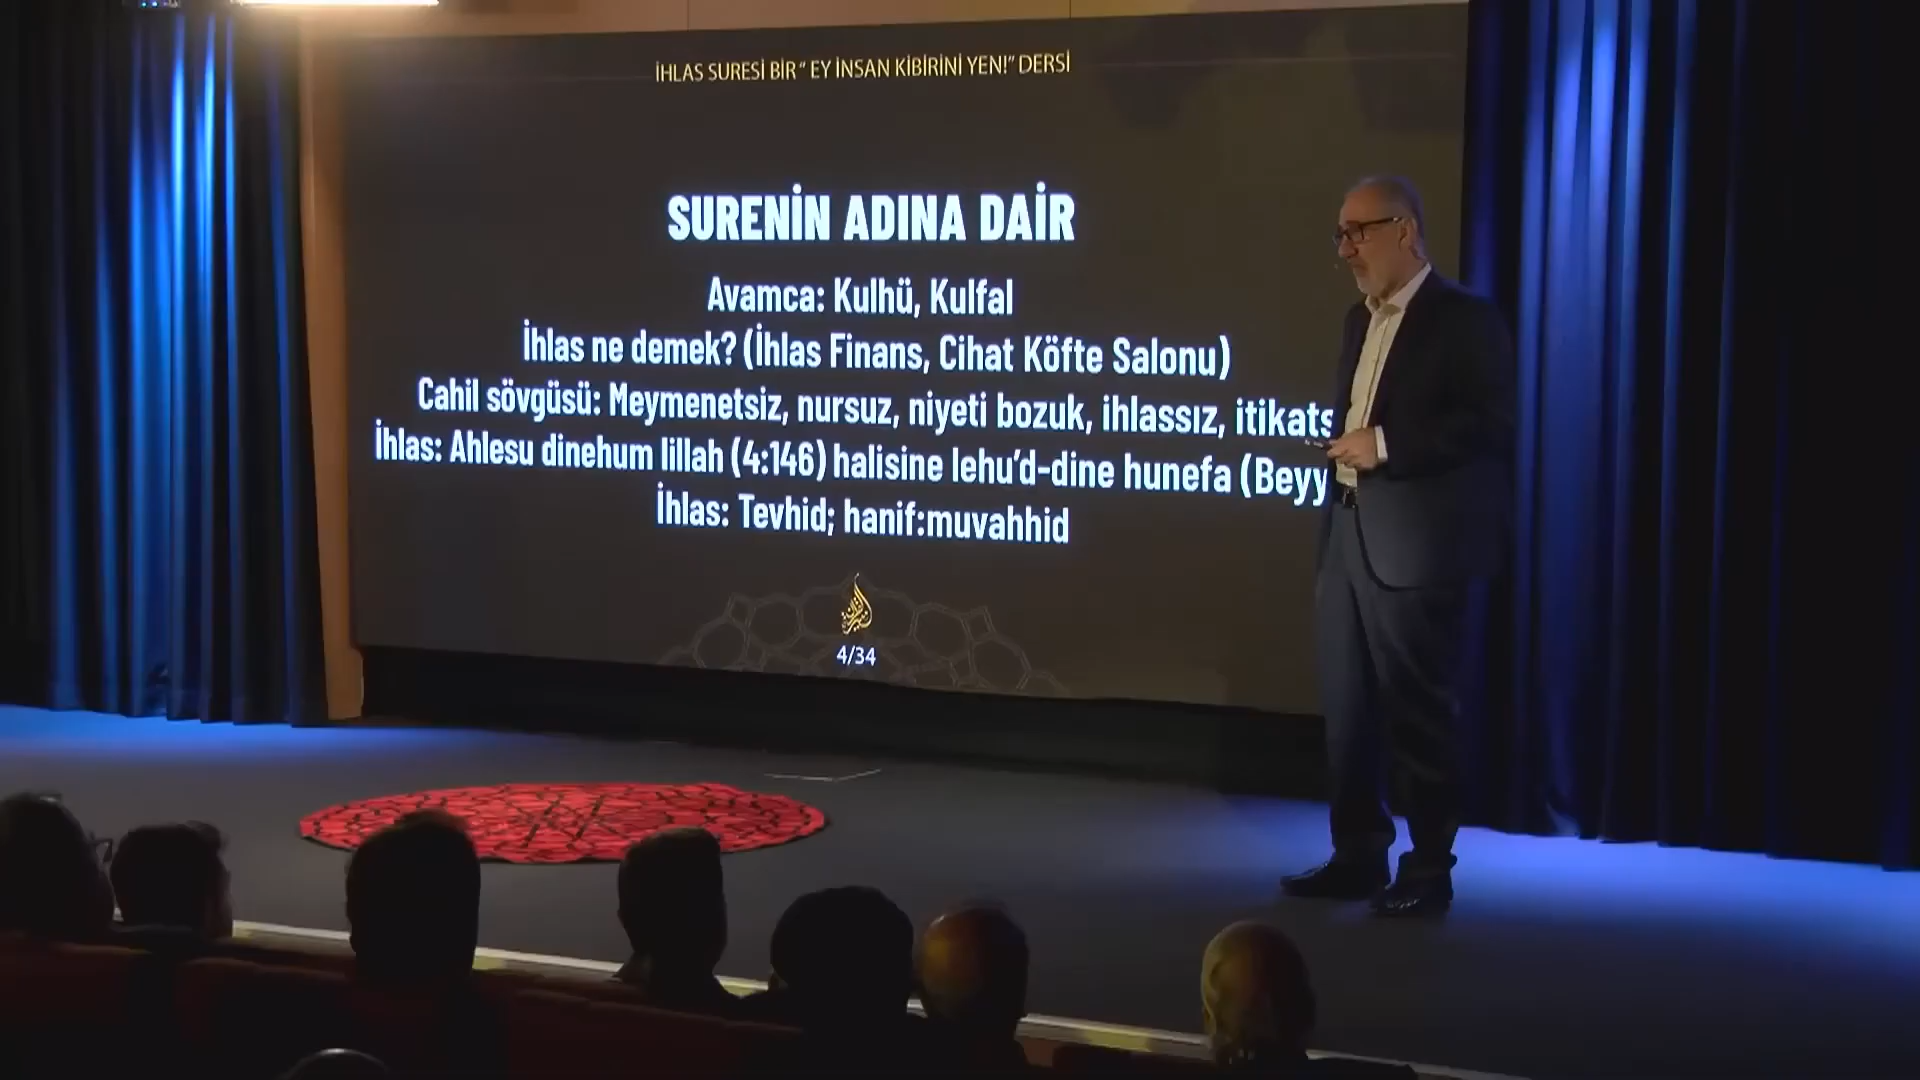 İHLAS SURESİ BİR “ EY İNSAN KİBİRİNİ YEN!” DERSİ
SURENİN ADINA DAİR
Avamca: Kulhü, Kulfal
İhlas ne demek? (İhlas Finans, Cihat Köfte Salonu)
Cahil sövgüsü: Meymenetsiz, nursuz, niyeti bozuk, ihlassız, itikats
İhlas: Ahlesu dinehum lillah (4:146) halisine lehu’d-dine hunefa (Beyy
İhlas: Tevhid; hanif:muvahhid
4/34